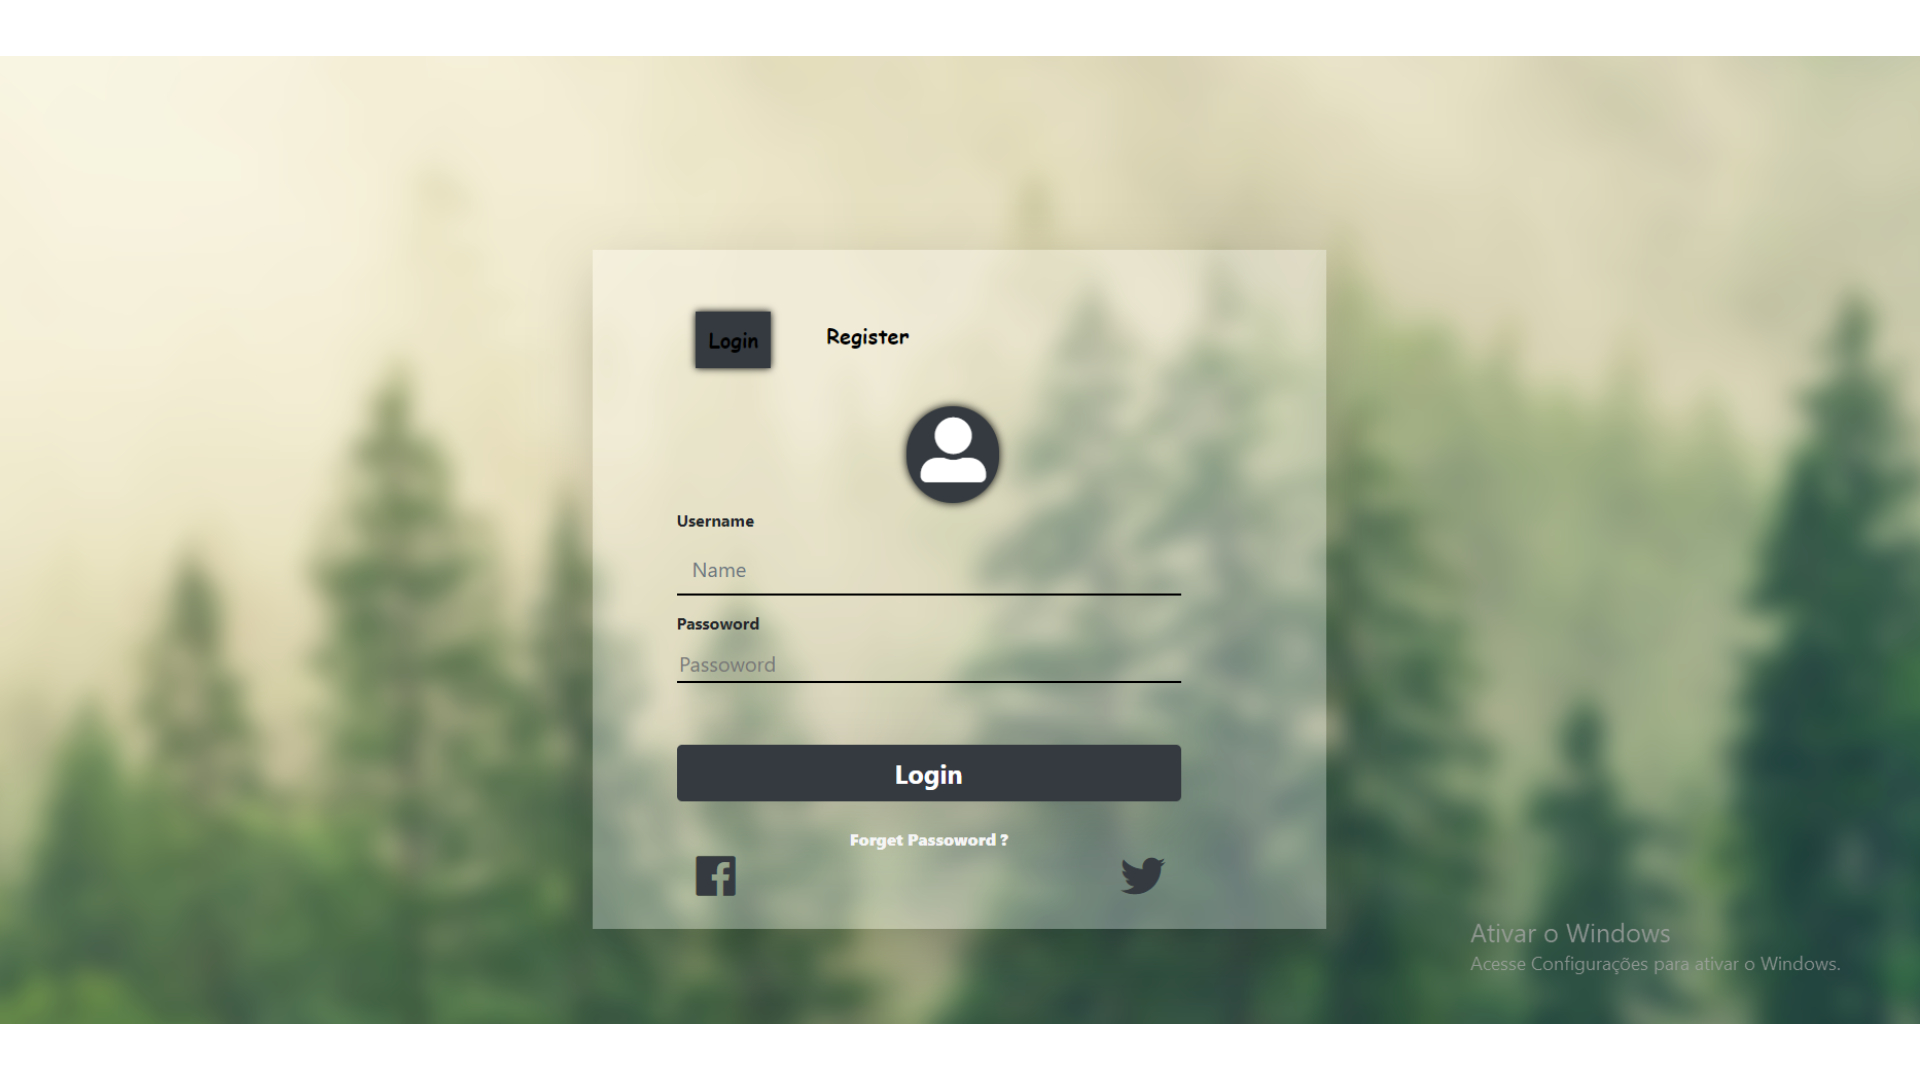 Login
Register
Username
Name
Passoword
Passoword
Login
Forget Passoword ?
Ativar o Windows
Acesse Configurações para ativar o Windows.